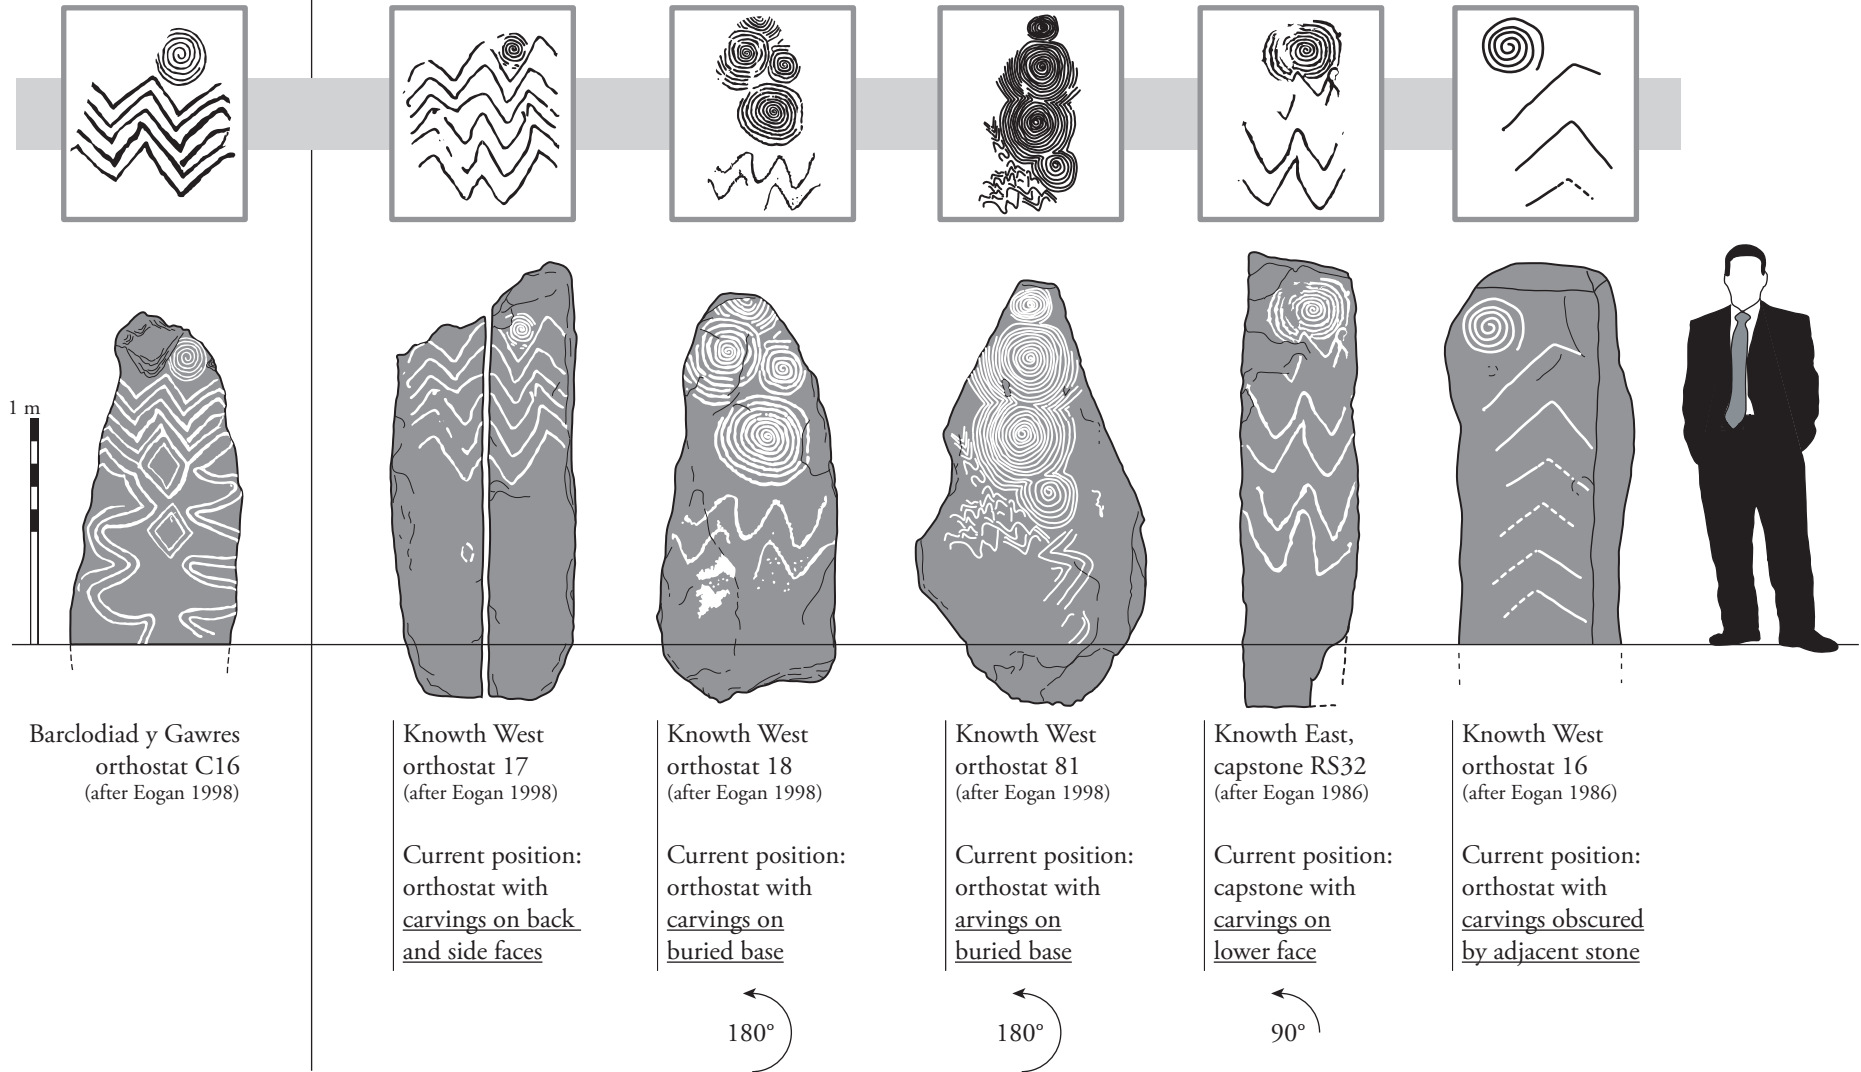 1 m
Barclodiad y Gawres
orthostat C16
(after Eogan 1998)
Knowth West
orthostat 17
(after Eogan 1998)
Current position:
orthostat with
carvings on back
and side faces
Knowth West
orthostat 18
(after Eogan 1998)
Current position:
orthostat with
carvings on
buried base
180°
Knowth West
orthostat 81
(after Eogan 1998)
Current position:
orthostat with
arvings on
buried base
180°
Knowth East,
capstone RS32
(after Eogan 1986)
Current position:
capstone with
carvings on
lower face
90°
Knowth West
orthostat 16
(after Eogan 1986)
Current position:
orthostat with
carvings obscured
by adjacent stone